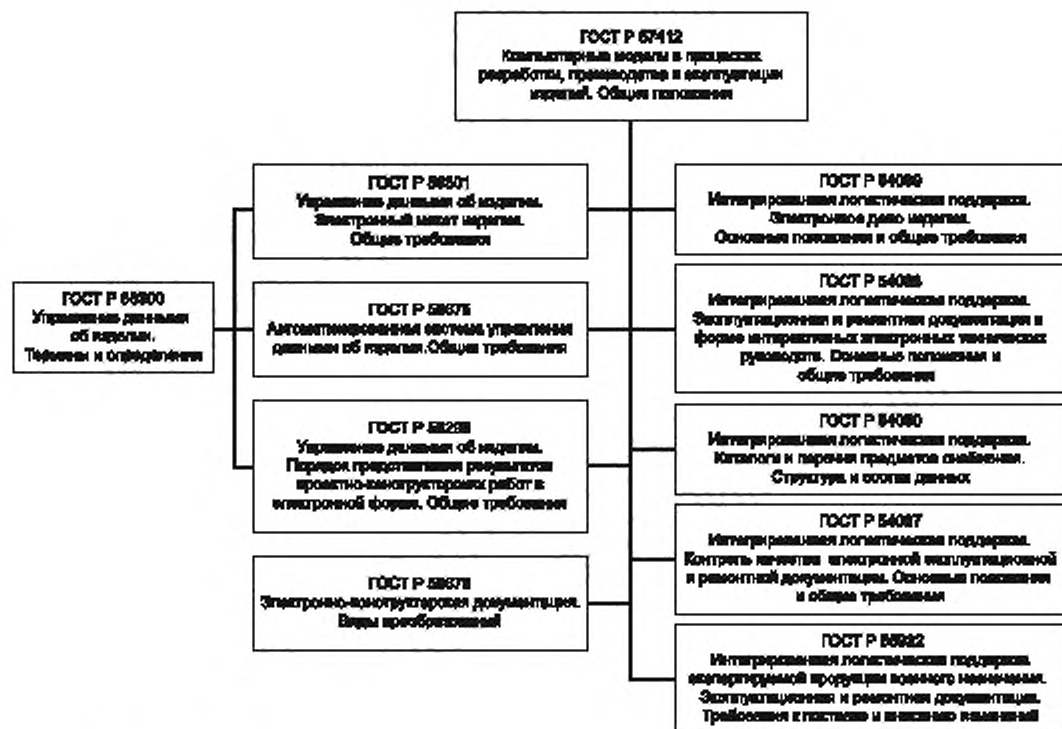 ГОСТ Р 57412
Компьютерные модели в процессах
разработки, производства и эксплуатации
изделий. Общие положения
ГОСТ Р 58301
Управление данными об изделии.
Электронный макет изделия.
Общие требования
ГОСТ Р 54089
Интегрированная логистическая поддержка.
Электронное дело изделия.
Основные положения и общие требования
ГОСТ Р
Управление данными
об изделии.
Термины и определения
ГОСТ Р 58675
Автоматизированная система управления
данными об изделии. Общие требования
ГОСТ Р 54088
Интегрированная логистическая поддержка.
Эксплуатационная и ремонтная документация в
форме интерактивных электронных технических
руководств. Основные положения и
общие требования
ГОСТ Р
Управление данными об изделии.
Порядок представления результатов
проектно-конструкторских работ в
электронной форме. Общие требования
ГОСТ Р 54090
Интегрированная логистическая поддержка.
Каталоги и перечни предметов снабжения.
Структура и состав данных
ГОСТ Р 54087
Интегрированная логистическая поддержка.
Контроль качества электронной эксплуатационной
и ремонтной документации. Основные положения
и общие требования
ГОСТ Р
Электронно-конструкторская документация.
Виды преобразований
ГОСТ Р
Интегрированная логистическая поддержка
экспортируемой продукции военного назначения.
Эксплуатационная и ремонтная документация.
Требования к поставке и внесению изменений